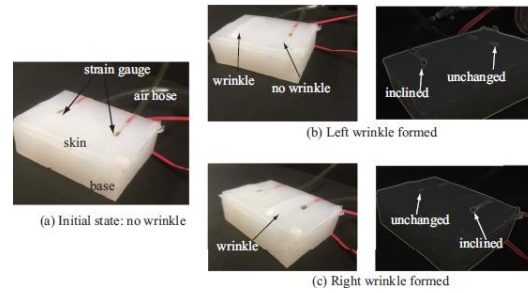 strain gauge
air hose
skin
base
(a) Initial state: no wrinkle
wrinkle
no wrinkle
inclined
unchanged
(b) Left wrinkle formed
wrinkle
unchanged
inclined
(c) Right wrinkle formed